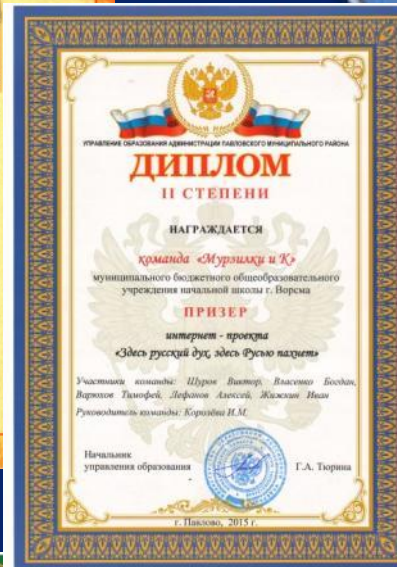 УПРАВЛЕНИЕ ОБРАЗОВАНИЯ АДМИНИСТРАЦИИ ПАВЛОВСКОГО МУНИЦИПАЛЬНОГО РАЙОНА
ДИПЛОМ
II СТЕПЕНИ
НАГРАЖДАЕТСЯ
команда «Мурзилки и К»
муниципального бюджетного общеобразовательного
учреждения начальной школы г. Ворсма
ПРИЗЕР
интернет - проекта
«Здесь русский дух, здесь Русью пахнет»
Участники команды: Щуров Виктор, Власенко Богдан,
Варюхов Тимофей, Лефанов Алексей, Жижкин Иван
Руководитель команды: Королёва И.М.
Начальник
управления образования Г.А. Тюрина
г. Павлово, 2015 г.